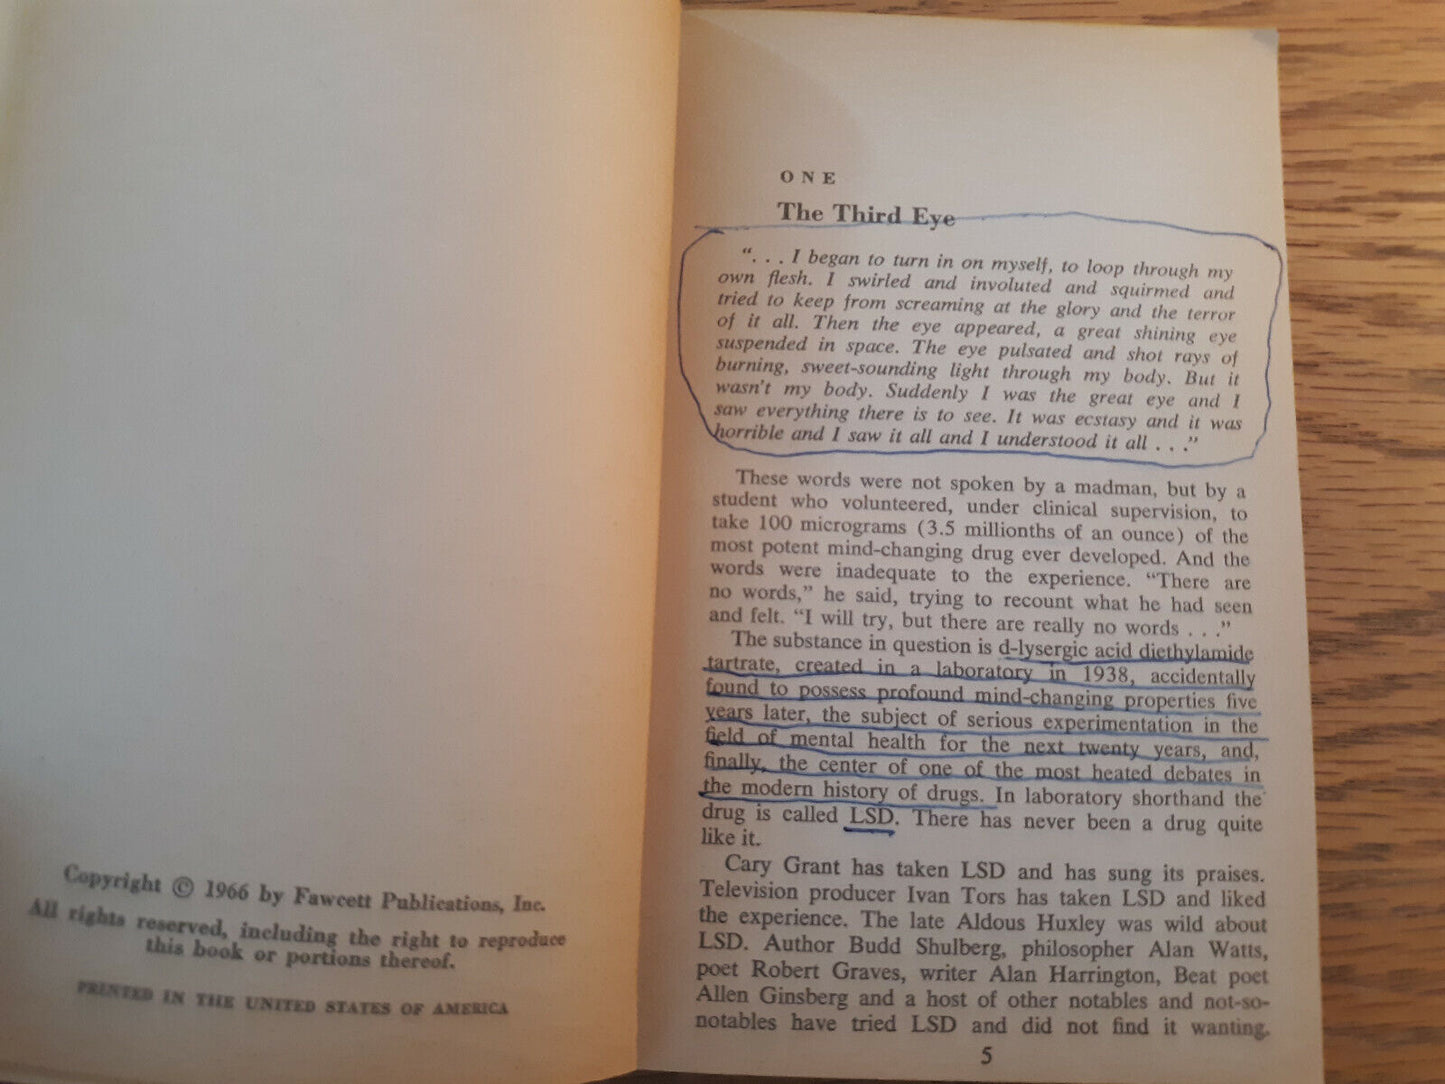 Copyright © 1966 by Fawcett Publications, Inc.
All rights reserved, including the right to reproduce
this book or portions thereof.
PRINTED IN THE UNITED STATES OF AMERICA
ONE
The Third Eye
“. . . I began to turn in on myself, to loop through my
own flesh. I swirled and involuted and squirmed and
tried to keep from screaming at the glory and the terror
of it all. Then the eye appeared, a great shining eye
suspended in space. The eye pulsated and shot rays of
burning, sweet-sounding light through my body. But it
wasn’t my body. Suddenly I was the great eye and I
saw everything there is to see. It was ecstasy and it was
horrible and I saw it all and I understood it all . . .”
These words were not spoken by a madman, but by a
student who volunteered, under clinical supervision, to
take 100 micrograms (3.5 millionths of an ounce) of the
most potent mind-changing drug ever developed. And the
words were inadequate to the experience. “There are
no words,” he said, trying to recount what he had seen
and felt. “I will try, but there are really no words . . .”
The substance in question is d-lysergic acid diethylamide
tartrate, created in a laboratory in 1938, accidentally
found to possess profound mind-changing properties five
years later, the subject of serious experimentation in the
field of mental health for the next twenty years, and,
finally, the center of one of the most heated debates in
the modern history of drugs. In laboratory shorthand the
drug is called LSD. There has never been a drug quite
like it.
Cary Grant has taken LSD and has sung its praises.
Television producer Ivan Tors has taken LSD and liked
the experience. The late Aldous Huxley was wild about
LSD. Author Budd Shulberg, philosopher Alan Watts,
poet Robert Graves, writer Alan Harrington, Beat poet
Allen Ginsberg and a host of other notables and not-so-
notables have tried LSD and did not find it wanting.
5